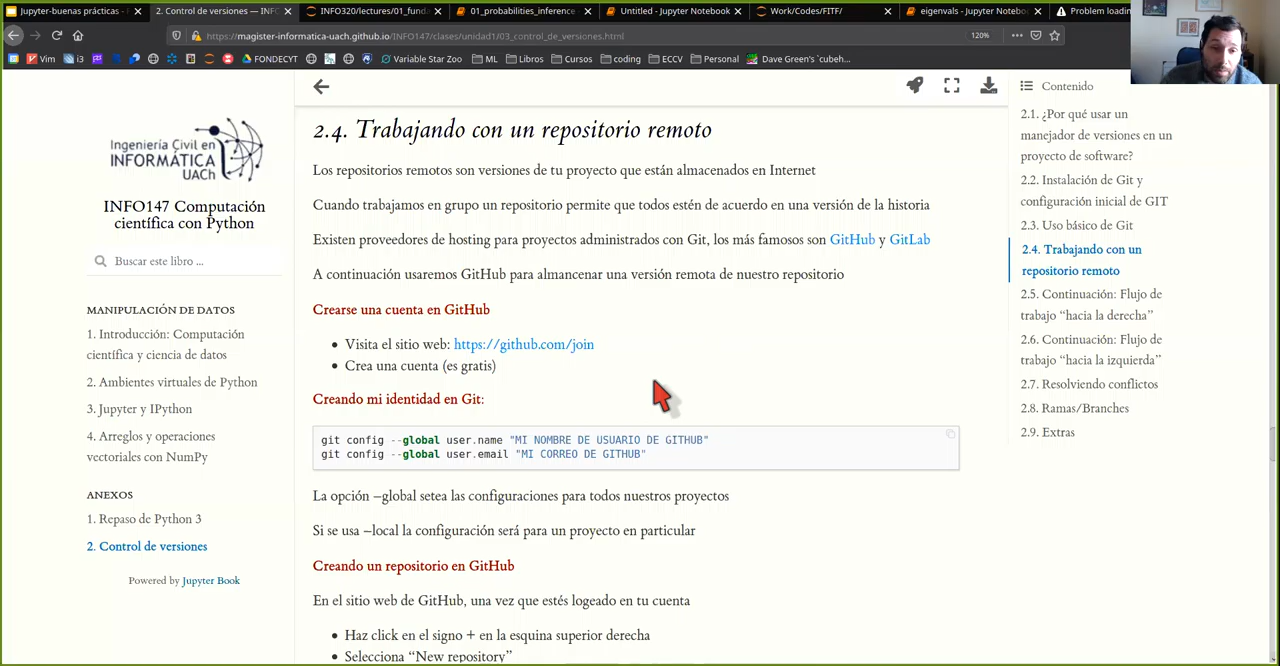 Jupyter-buenas prácticas - P
2. Control de versiones — INFO
INFO320/lectures/01_funda
01_probabilities_inference
Untitled - Jupyter Notebook
Work/Codes/FITF/
eigenvals - Jupyter Notebo
Problem loading
https://magister-informatica-uach.github.io/INFO147/clases/unidad1/03_control_de_versiones.html
120%
Vim
i3
FONDECYT
Variable Star Zoo
ML
Libros
Cursos
coding
ECCV
Personal
Dave Green's `cubeh...
Ingeniería Civil en
INFORMÁTICA
UACh
INFO147 Computación
científica con Python
Buscar este libro ...
MANIPULACIÓN DE DATOS
1. Introducción: Computación
científica y ciencia de datos
2. Ambientes virtuales de Python
3. Jupyter y IPython
4. Arreglos y operaciones
vectoriales con NumPy
ANEXOS
1. Repaso de Python 3
2. Control de versiones
Powered by Jupyter Book
2.4. Trabajando con un repositorio remoto
Los repositorios remotos son versiones de tu proyecto que están almacenados en Internet
Cuando trabajamos en grupo un repositorio permite que todos estén de acuerdo en una versión de la historia
Existen proveedores de hosting para proyectos administrados con Git, los más famosos son GitHub y GitLab
A continuación usaremos GitHub para almancenar una versión remota de nuestro repositorio
Crearse una cuenta en GitHub
• Visita el sitio web: https://github.com/join
• Crea una cuenta (es gratis)
Creando mi identidad en Git:
git config --global user.name "MI NOMBRE DE USUARIO DE GITHUB"
git config --global user.email "MI CORREO DE GITHUB"
La opción –global setea las configuraciones para todos nuestros proyectos
Si se usa –local la configuración será para un proyecto en particular
Creando un repositorio en GitHub
En el sitio web de GitHub, una vez que estés logeado en tu cuenta
• Haz click en el signo + en la esquina superior derecha
• Selecciona “New repository”
Contenido
2.1. ¿Por qué usar un
manejador de versiones en un
proyecto de software?
2.2. Instalación de Git y
configuración inicial de GIT
2.3. Uso básico de Git
2.4. Trabajando con un
repositorio remoto
2.5. Continuación: Flujo de
trabajo “hacia la derecha”
2.6. Continuación: Flujo de
trabajo “hacia la izquierda”
2.7. Resolviendo conflictos
2.8. Ramas/Branches
2.9. Extras